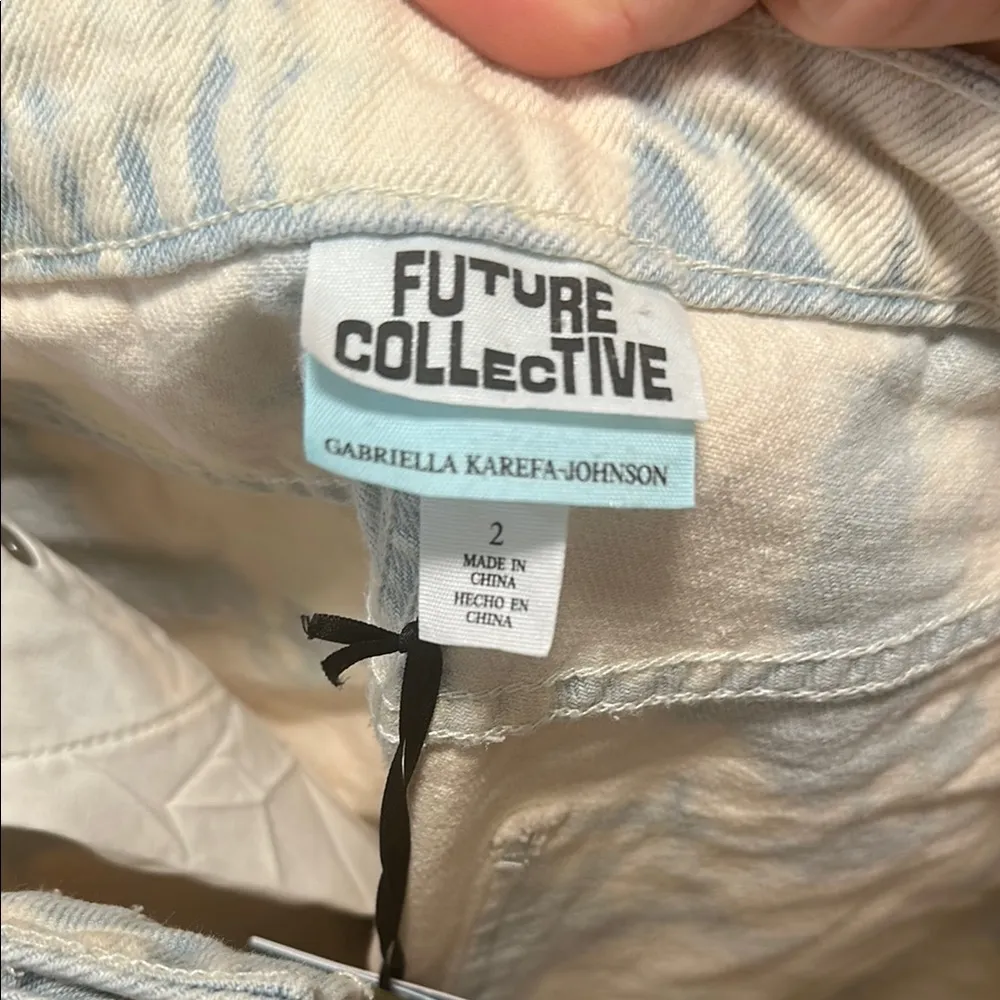 FUTURE
COLLECTIVE
GABRIELLA KAREFA-JOHNSON
2
MADE IN
CHINA
HECHO EN
CHINA